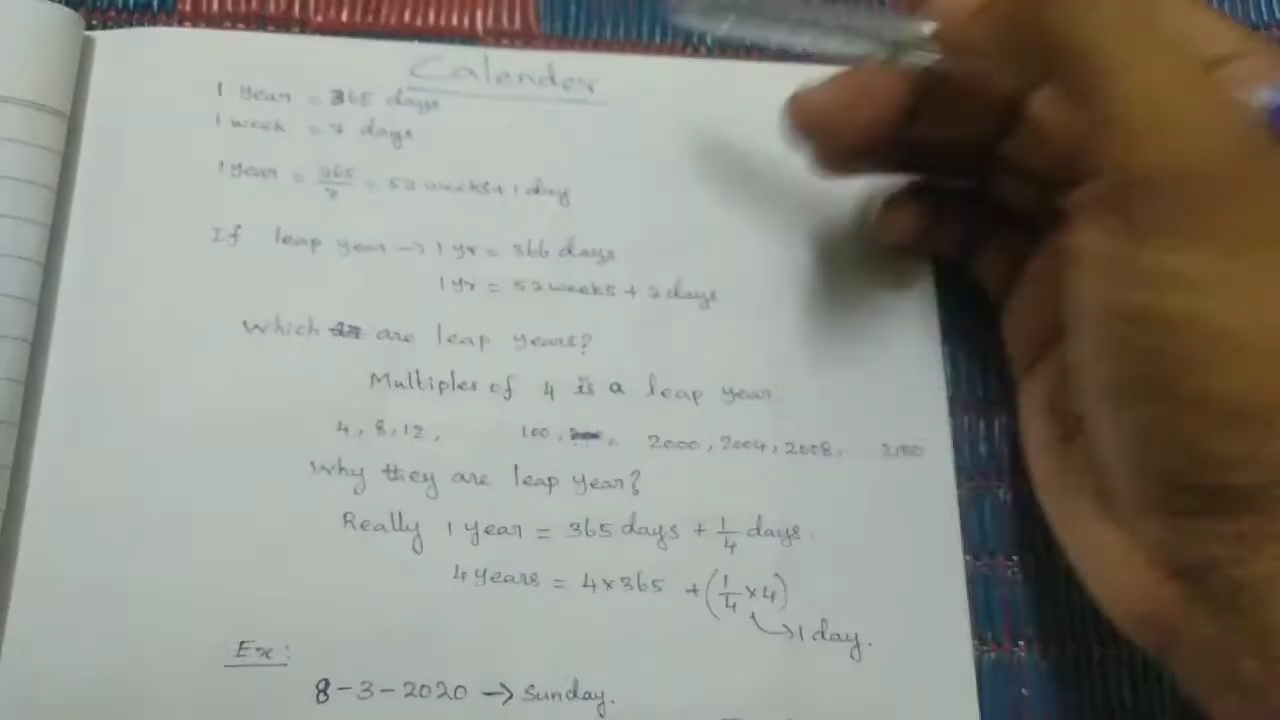 Calender
1 Year = 365 days
1 week = 7 days
1 Year = 365/7 = 52 weeks + 1 day
If leap year → 1 yr = 366 days
1 yr = 52 weeks + 2 days
Which are leap years?
Multiples of 4 is a leap year
4, 8, 12, 100, 2000, 2004, 2008, 2100
Why they are leap year?
Really 1 year = 365 days + 1/4 days.
4 years = 4×365 + (1/4 × 4)
→ 1 day.
Ex:
8-3-2020 → Sunday.